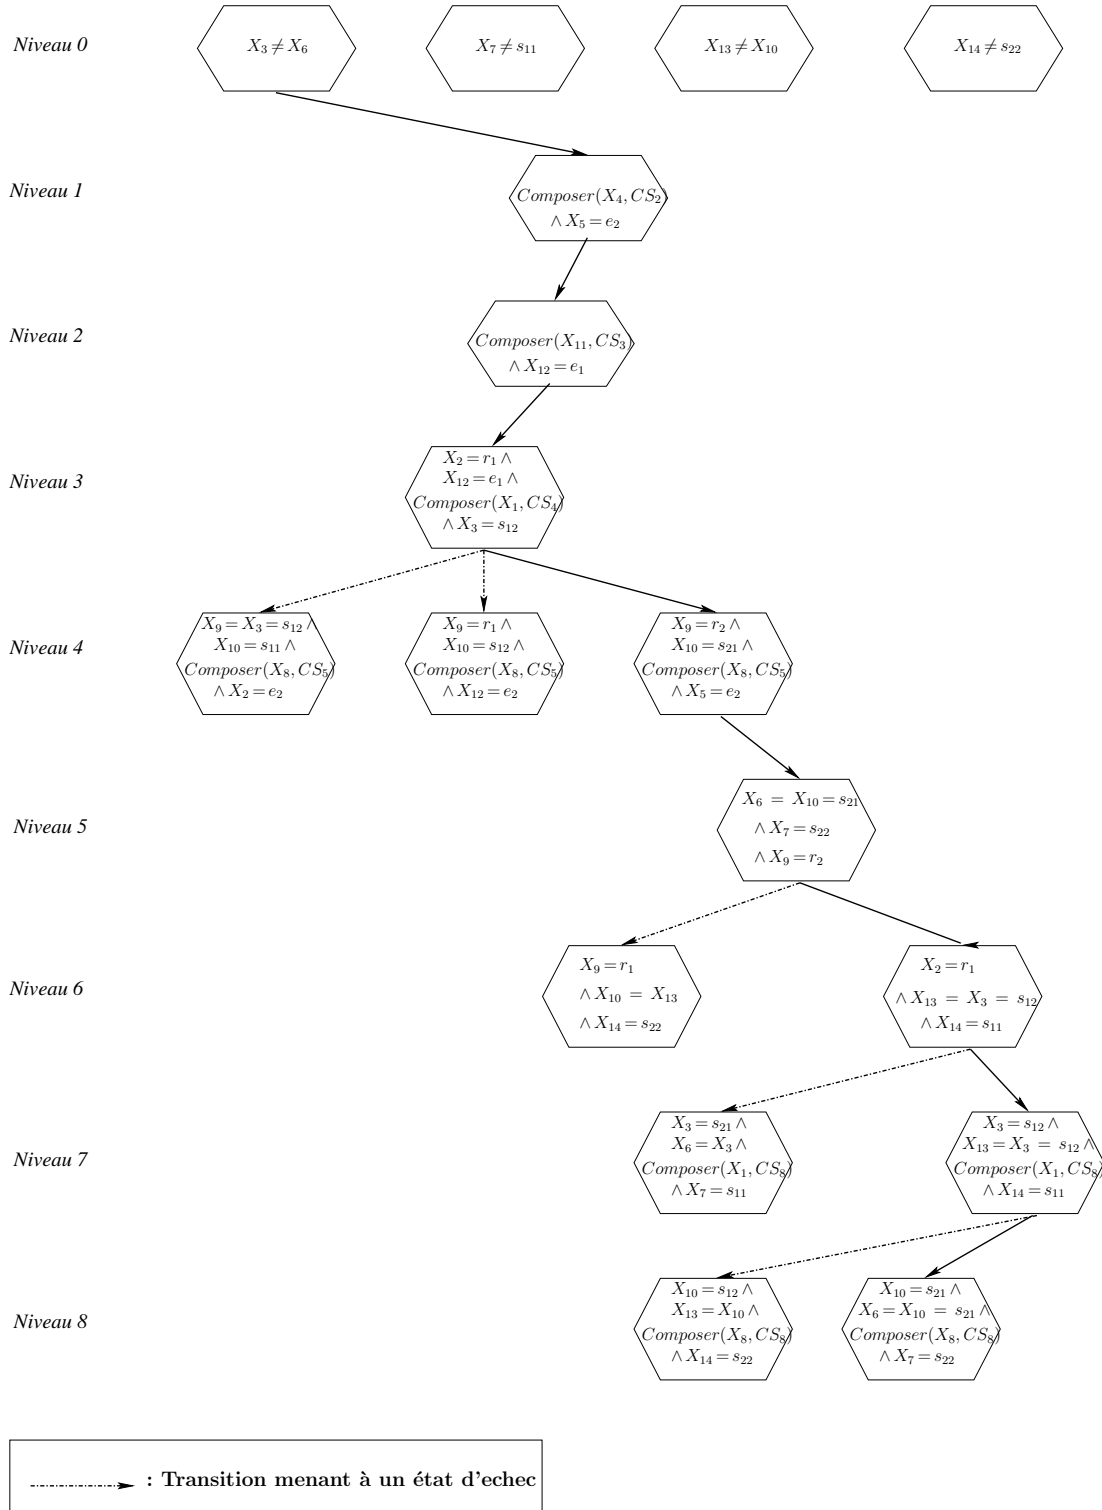 Niveau 0
X₃ ≠ X₆
X₇ ≠ s₁₁
X₁₃ ≠ X₁₀
X₁₄ ≠ s₂₂
Niveau 1
Composer(X₄, CS₂)
∧ X₅ = e₂
Niveau 2
Composer(X₁₁, CS₃)
∧ X₁₂ = e₁
Niveau 3
X₂ = r₁ ∧
X₁₂ = e₁ ∧
Composer(X₁, CS₄)
∧ X₃ = s₁₂
Niveau 4
X₉ = X₃ = s₁₂ ∧
X₁₀ = s₁₁ ∧
Composer(X₈, CS₅)
∧ X₂ = e₂
X₉ = r₁ ∧
X₁₀ = s₁₂ ∧
Composer(X₈, CS₅)
∧ X₁₂ = e₂
X₉ = r₂ ∧
X₁₀ = s₂₁ ∧
Composer(X₈, CS₅)
∧ X₅ = e₂
Niveau 5
X₆ = X₁₀ = s₂₁
∧ X₇ = s₂₂
∧ X₉ = r₂
Niveau 6
X₉ = r₁
∧ X₁₀ = X₁₃
∧ X₁₄ = s₂₂
X₂ = r₁
∧ X₁₃ = X₃ = s₁₂
∧ X₁₄ = s₁₁
Niveau 7
X₃ = s₂₁ ∧
X₆ = X₃ ∧
Composer(X₁, CS₈)
∧ X₇ = s₁₁
X₃ = s₁₂ ∧
X₁₃ = X₃ = s₁₂ ∧
Composer(X₁, CS₈)
∧ X₁₄ = s₁₁
Niveau 8
X₁₀ = s₁₂ ∧
X₁₃ = X₁₀ ∧
Composer(X₈, CS₈)
∧ X₁₄ = s₂₂
X₁₀ = s₂₁ ∧
X₆ = X₁₀ = s₂₁ ∧
Composer(X₈, CS₈)
∧ X₇ = s₂₂
: Transition menant à un état d'echec